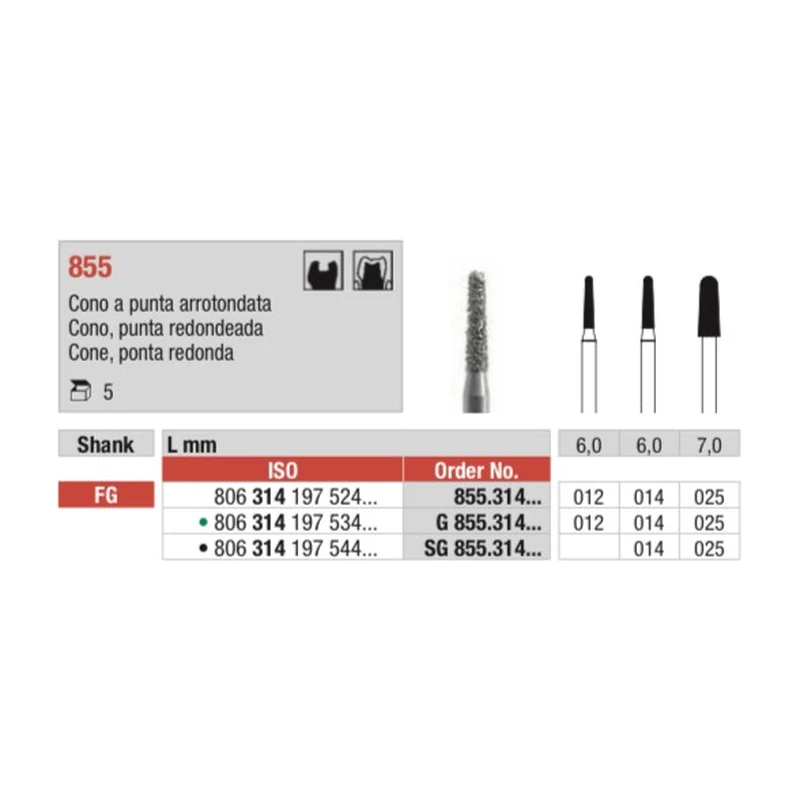 855
Cono a punta arrotondata
Cono, punta redondeada
Cone, ponta redonda
5
Shank L mm 6,0 6,0 7,0
ISO Order No.
FG 806 314 197 524... 855.314... 012 014 025
• 806 314 197 534... G 855.314... 012 014 025
• 806 314 197 544... SG 855.314... 014 025